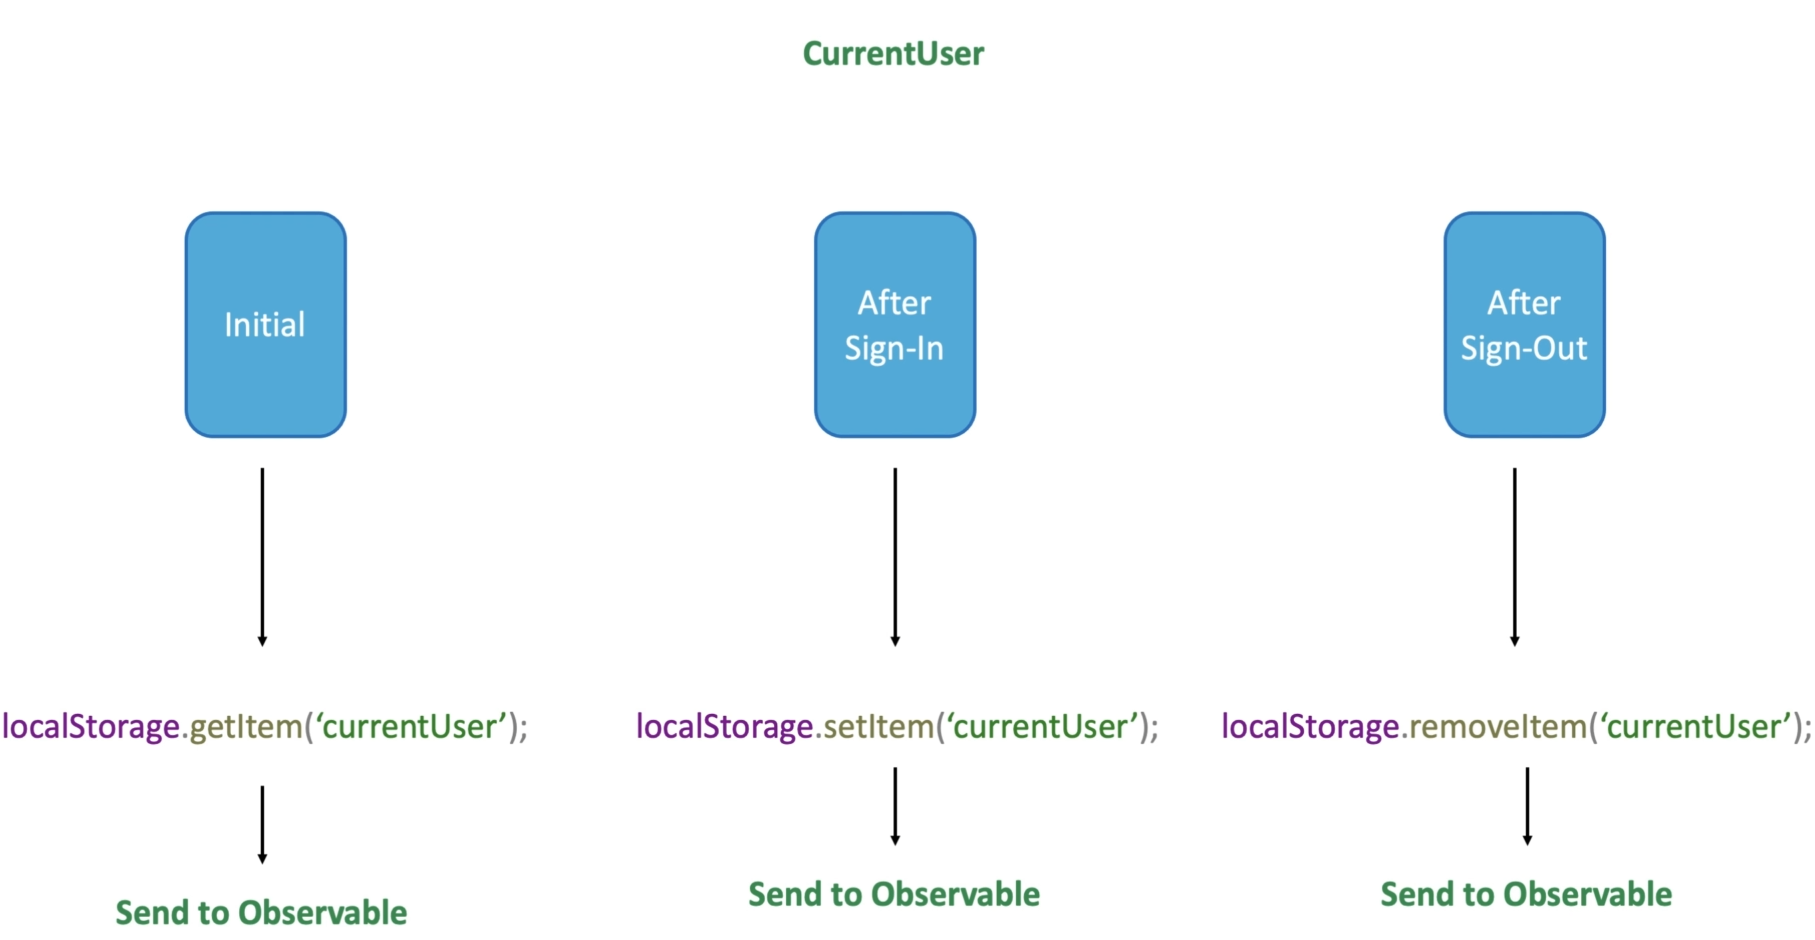 CurrentUser
Initial
After
Sign-In
After
Sign-Out
localStorage.getItem(‘currentUser’);
localStorage.setItem(‘currentUser’);
localStorage.removeItem(‘currentUser’);
Send to Observable
Send to Observable
Send to Observable